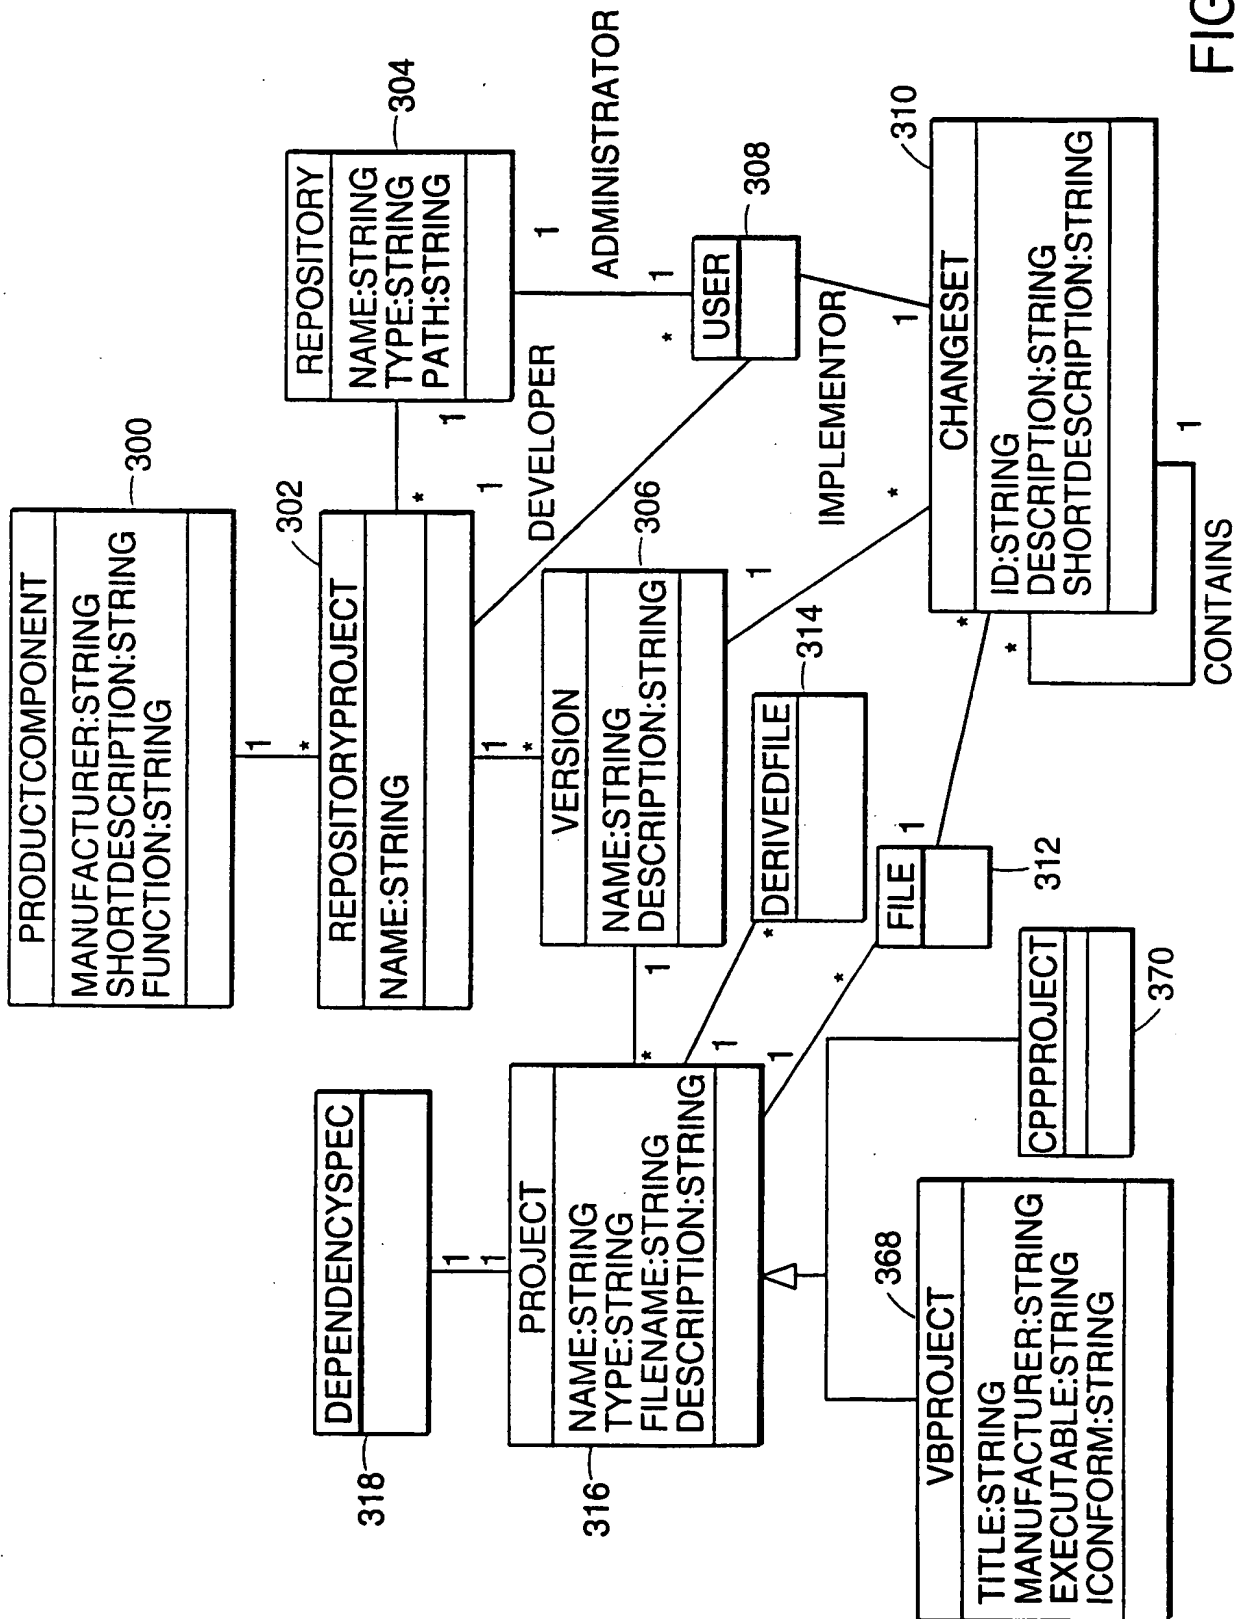 PRODUCTCOMPONENT
MANUFACTURER:STRING
SHORTDESCRIPTION:STRING
FUNCTION:STRING
300
1
*
302
REPOSITORYPROJECT
NAME:STRING
*
1
REPOSITORY
NAME:STRING
TYPE:STRING
PATH:STRING
304
1
DEVELOPER
1
*
1
1
ADMINISTRATOR
USER
308
1
*
VERSION
NAME:STRING
DESCRIPTION:STRING
306
1
*
IMPLEMENTOR
1
310
CHANGESET
ID:STRING
DESCRIPTION:STRING
SHORTDESCRIPTION:STRING
*
*
1
CONTAINS
DEPENDENCYSPEC
318
1
1
PROJECT
NAME:STRING
TYPE:STRING
FILENAME:STRING
DESCRIPTION:STRING
316
*
1
1
*
DERIVEDFILE
314
1
*
FILE
1
312
VBPROJECT
TITLE:STRING
MANUFACTURER:STRING
EXECUTABLE:STRING
ICONFORM:STRING
368
CPPPROJECT
370
FIG